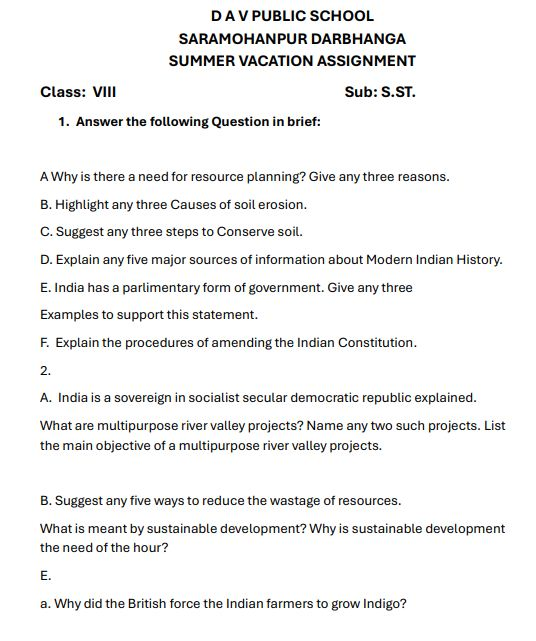 D A V PUBLIC SCHOOL
SARAMOHANPUR DARBHANGA
SUMMER VACATION ASSIGNMENT
Class: VIII Sub: S.ST.
1. Answer the following Question in brief:
A Why is there a need for resource planning? Give any three reasons.
B. Highlight any three Causes of soil erosion.
C. Suggest any three steps to Conserve soil.
D. Explain any five major sources of information about Modern Indian History.
E. India has a parlimentary form of government. Give any three
Examples to support this statement.
F. Explain the procedures of amending the Indian Constitution.
2.
A. India is a sovereign in socialist secular democratic republic explained.
What are multipurpose river valley projects? Name any two such projects. List
the main objective of a multipurpose river valley projects.
B. Suggest any five ways to reduce the wastage of resources.
What is meant by sustainable development? Why is sustainable development
the need of the hour?
E.
a. Why did the British force the Indian farmers to grow Indigo?